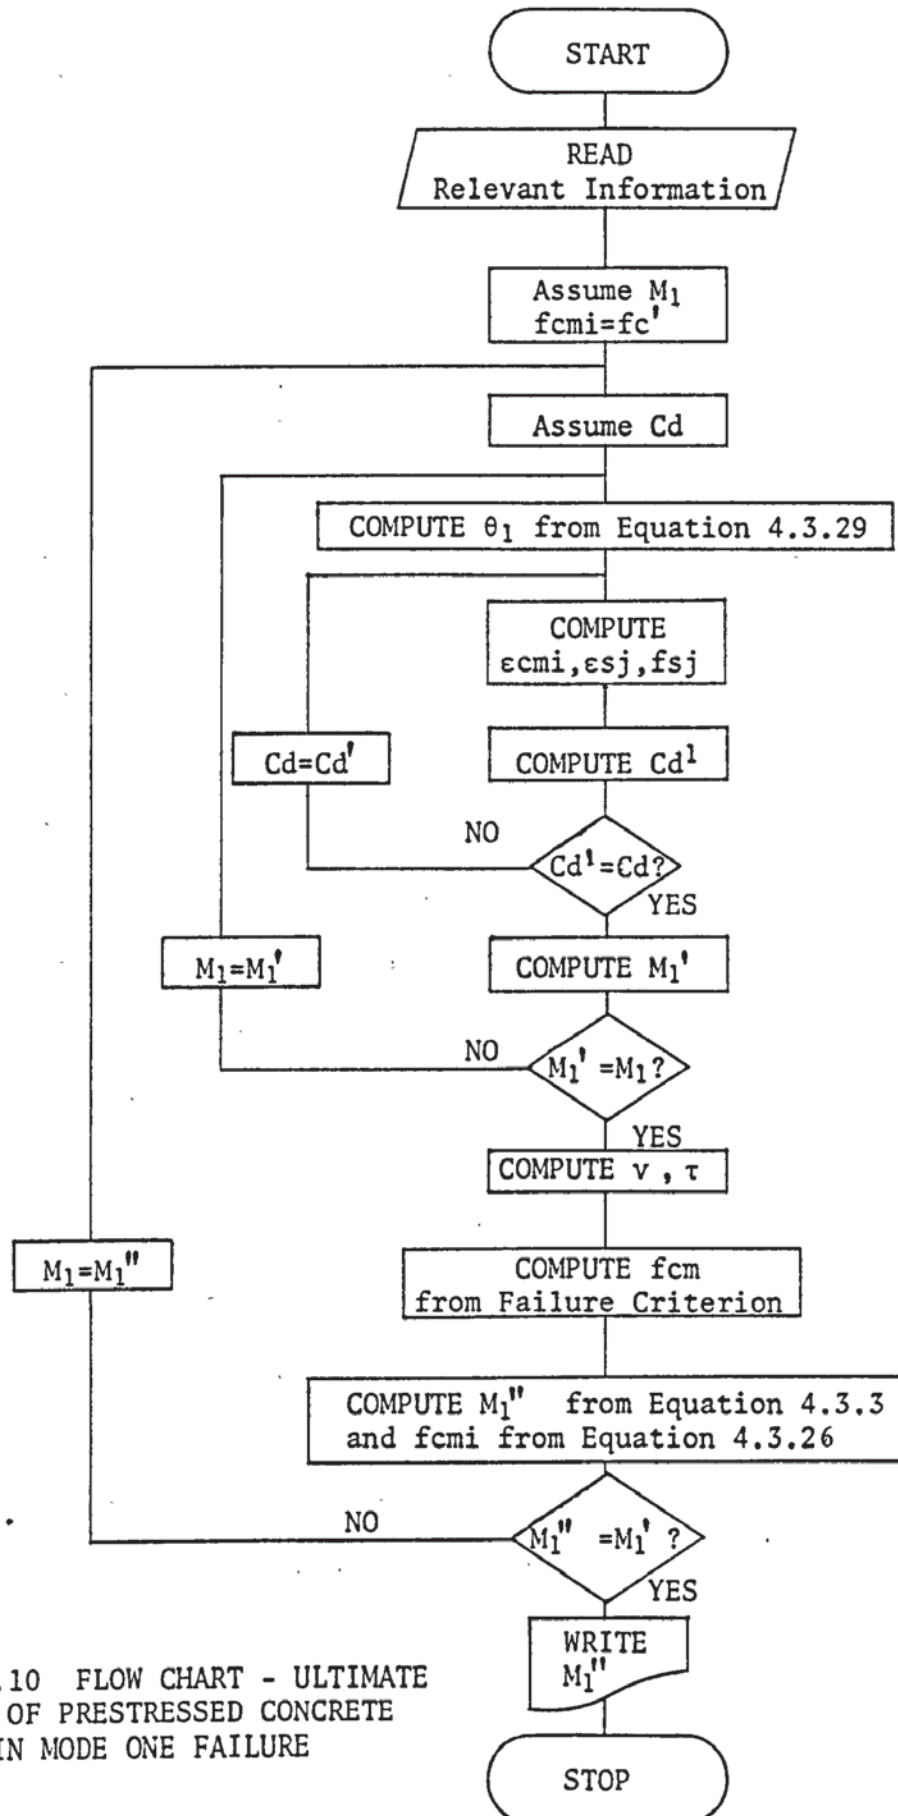 START
READ
Relevant Information
Assume M₁
fcmi=fc'
Assume Cd
COMPUTE θ₁ from Equation 4.3.29
COMPUTE
εcmi,εsj,fsj
Cd=Cd'
COMPUTE Cd¹
NO
Cd'=Cd?
YES
M₁=M₁'
COMPUTE M₁'
NO
M₁' =M₁?
YES
COMPUTE v , τ
M₁=M₁"
COMPUTE fcm
from Failure Criterion
COMPUTE M₁" from Equation 4.3.3
and fcmi from Equation 4.3.26
NO
M₁" =M₁' ?
YES
WRITE
M₁"
.10 FLOW CHART - ULTIMATE
OF PRESTRESSED CONCRETE
IN MODE ONE FAILURE
STOP